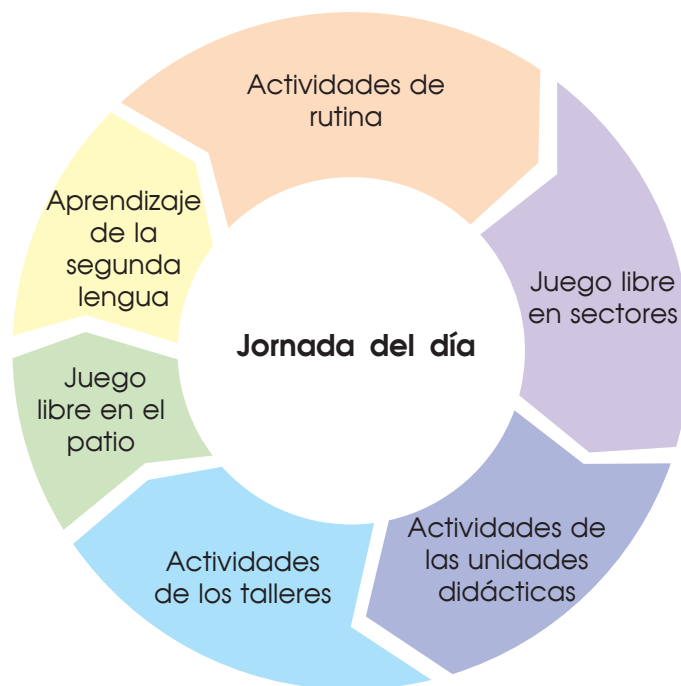 Actividades de
rutina
Juego libre
en sectores
Actividades de
las unidades
didácticas
Actividades
de los talleres
Juego
libre en el
patio
Aprendizaje
de la
segunda
lengua
Jornada del día